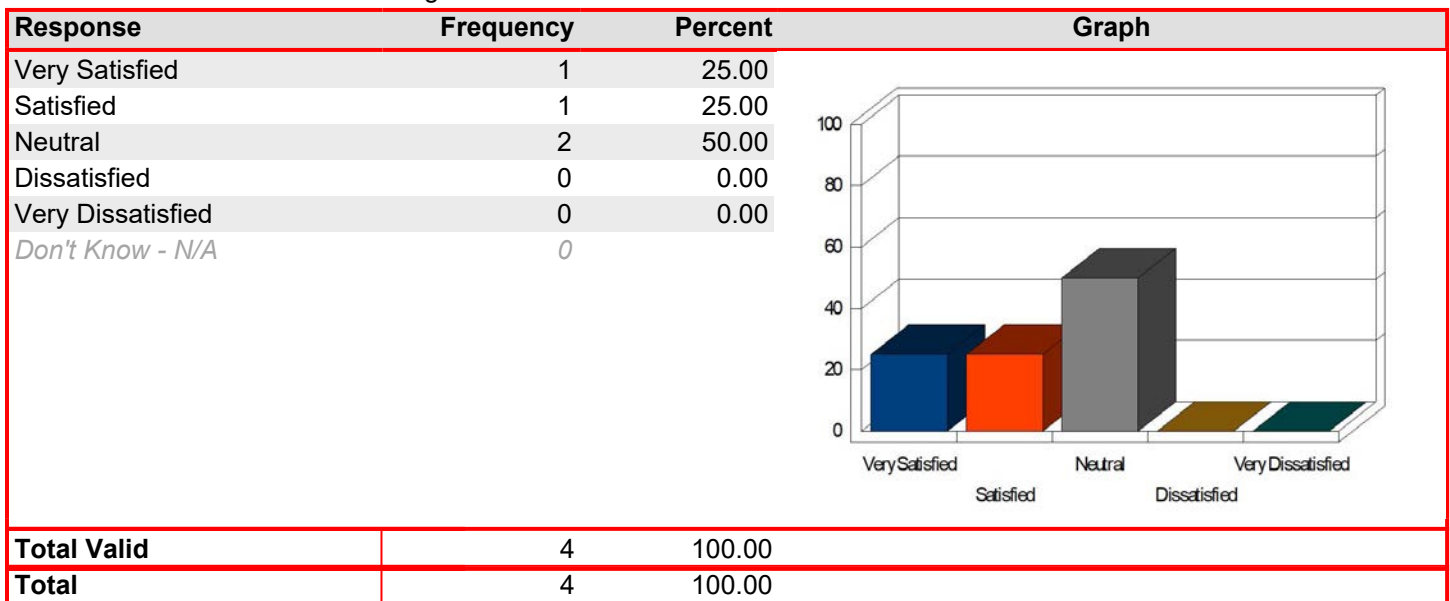 Response Frequency Percent Graph
Very Satisfied 1 25.00
Satisfied 1 25.00
Neutral 2 50.00
Dissatisfied 0 0.00
Very Dissatisfied 0 0.00
Don't Know - N/A 0
100
80
60
40
20
0
Very Satisfied Neutral Very Dissatisfied
Satisfied Dissatisfied
Total Valid 4 100.00
Total 4 100.00